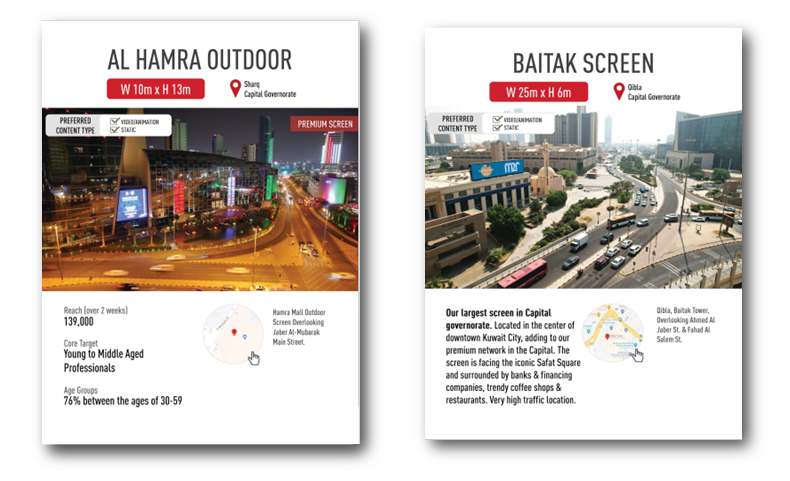 AL HAMRA OUTDOOR
W 10m x H 13m
Sharq
Capital Governorate
PREFERRED
CONTENT TYPE
VIDEO/ANIMATION
STATIC
PREMIUM SCREEN
Reach (over 2 weeks)
139,000
Core Target
Young to Middle Aged
Professionals
Age Groups
76% between the ages of 30-59
Hamra Mall Outdoor
Screen Overlooking
Jaber Al-Mubarak
Main Street.
BAITAK SCREEN
W 25m x H 6m
Qibla
Capital Governorate
PREFERRED
CONTENT TYPE
VIDEO/ANIMATION
STATIC
Our largest screen in Capital
governorate. Located in the center of
downtown Kuwait City, adding to our
premium network in the Capital. The
screen is facing the iconic Safat Square
and surrounded by banks & financing
companies, trendy coffee shops &
restaurants. Very high traffic location.
Qibla, Baitak Tower,
Overlooking Ahmed Al
Jaber St. & Fahud Al
Salem St.